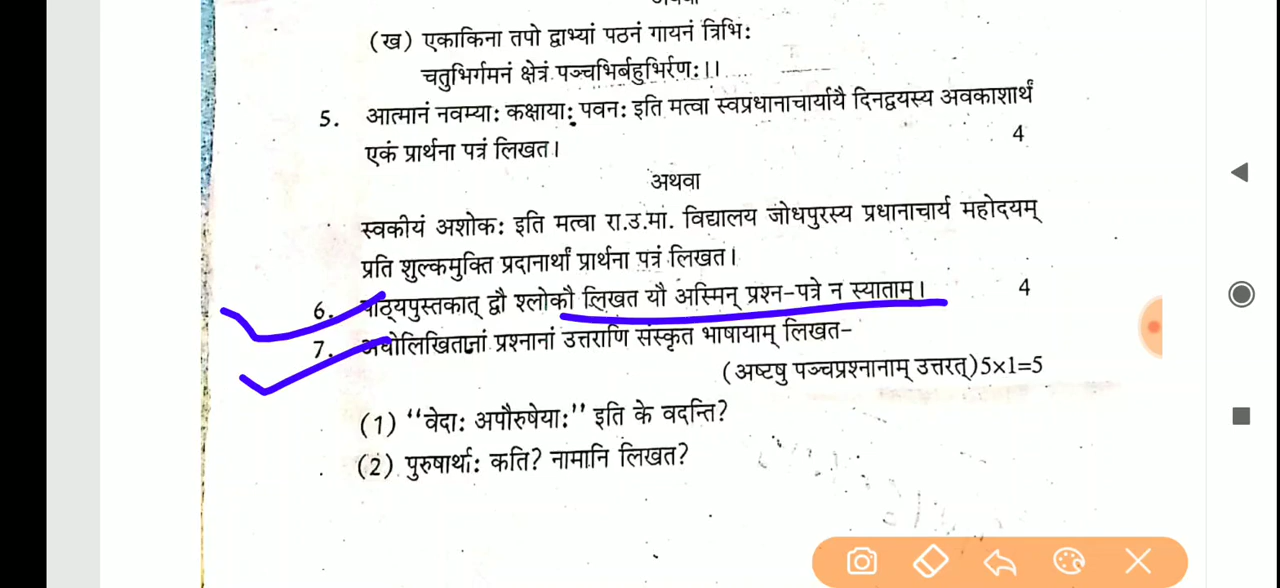 अथवा
(ख) एकाकिना तपो द्वाभ्यां पठनं गायनं त्रिभिः
चतुभिर्गमनं क्षेत्रं पञ्चभिर्बहुभिर्रणः।।
5. आत्मानं नवम्याः कक्षायाः पवनः इति मत्वा स्वप्रधानाचार्यायै दिनद्वयस्य अवकाशार्थं
एकं प्रार्थना पत्रं लिखत। 4
अथवा
स्वकीयं अशोकः इति मत्वा रा.उ.मा. विद्यालय जोधपुरस्य प्रधानाचार्य महोदयम्
प्रति शुल्कमुक्ति प्रदानार्थां प्रार्थना पत्रं लिखत।
6. पाठ्यपुस्तकात् द्वौ श्लोकौ लिखत यौ अस्मिन् प्रश्न-पत्रे न स्याताम्। 4
7. अधोलिखितानां प्रश्नानां उत्तराणि संस्कृत भाषायाम् लिखत-
(अष्टषु पञ्चप्रश्नानाम् उत्तरत्) 5×1=5
(1) “वेदाः अपौरुषेयाः” इति के वदन्ति?
(2) पुरुषार्थाः कति? नामानि लिखत?